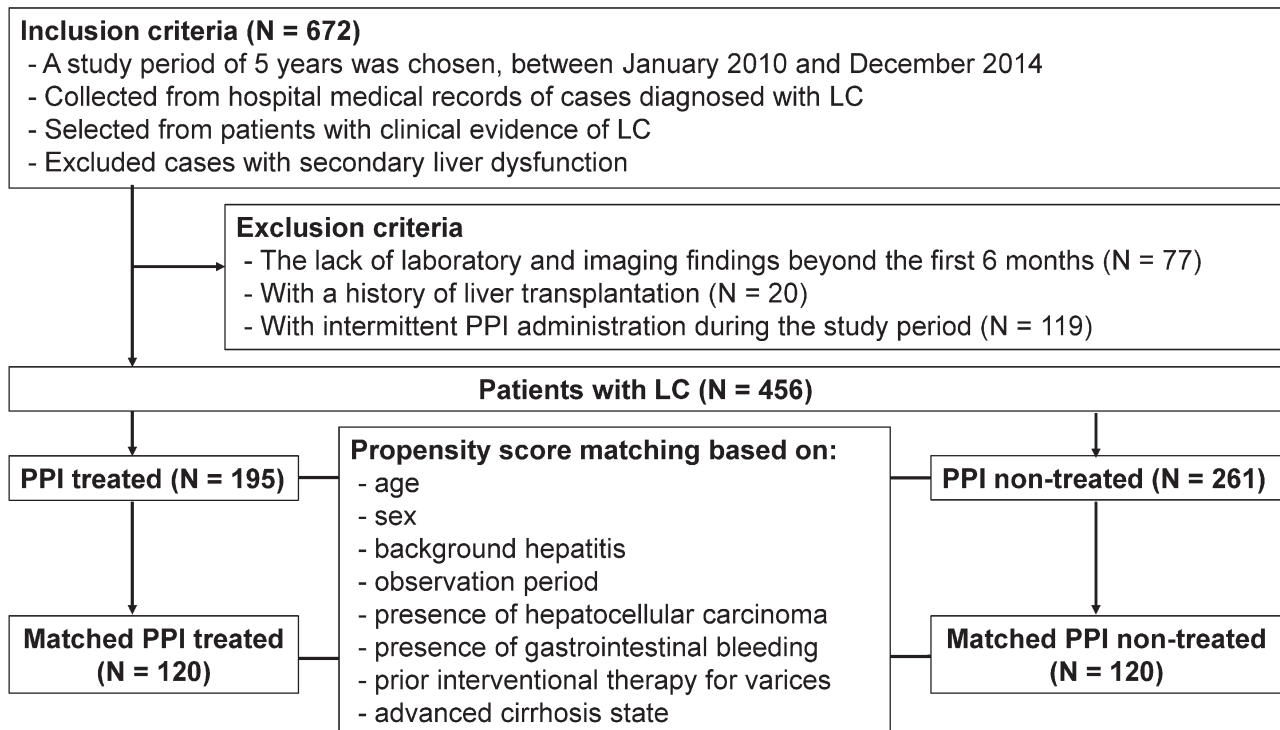 Inclusion criteria (N = 672)
- A study period of 5 years was chosen, between January 2010 and December 2014
- Collected from hospital medical records of cases diagnosed with LC
- Selected from patients with clinical evidence of LC
- Excluded cases with secondary liver dysfunction
Exclusion criteria
- The lack of laboratory and imaging findings beyond the first 6 months (N = 77)
- With a history of liver transplantation (N = 20)
- With intermittent PPI administration during the study period (N = 119)
Patients with LC (N = 456)
PPI treated (N = 195)
Propensity score matching based on:
- age
- sex
- background hepatitis
- observation period
- presence of hepatocellular carcinoma
- presence of gastrointestinal bleeding
- prior interventional therapy for varices
- advanced cirrhosis state
PPI non-treated (N = 261)
Matched PPI treated
(N = 120)
Matched PPI non-treated
(N = 120)